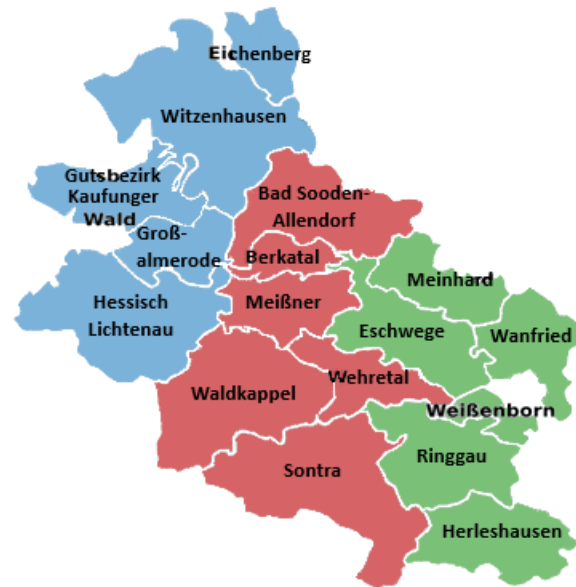 Eichenberg
Witzenhausen
Gutsbezirk
Kaufunger
Wald
Bad Sooden-
Allendorf
Groß-
almerode
Berkatal
Meinhard
Hessisch
Lichtenau
Meißner
Eschwege
Wanfried
Wehretal
Waldkappel
Weißenborn
Ringgau
Sontra
Herleshausen